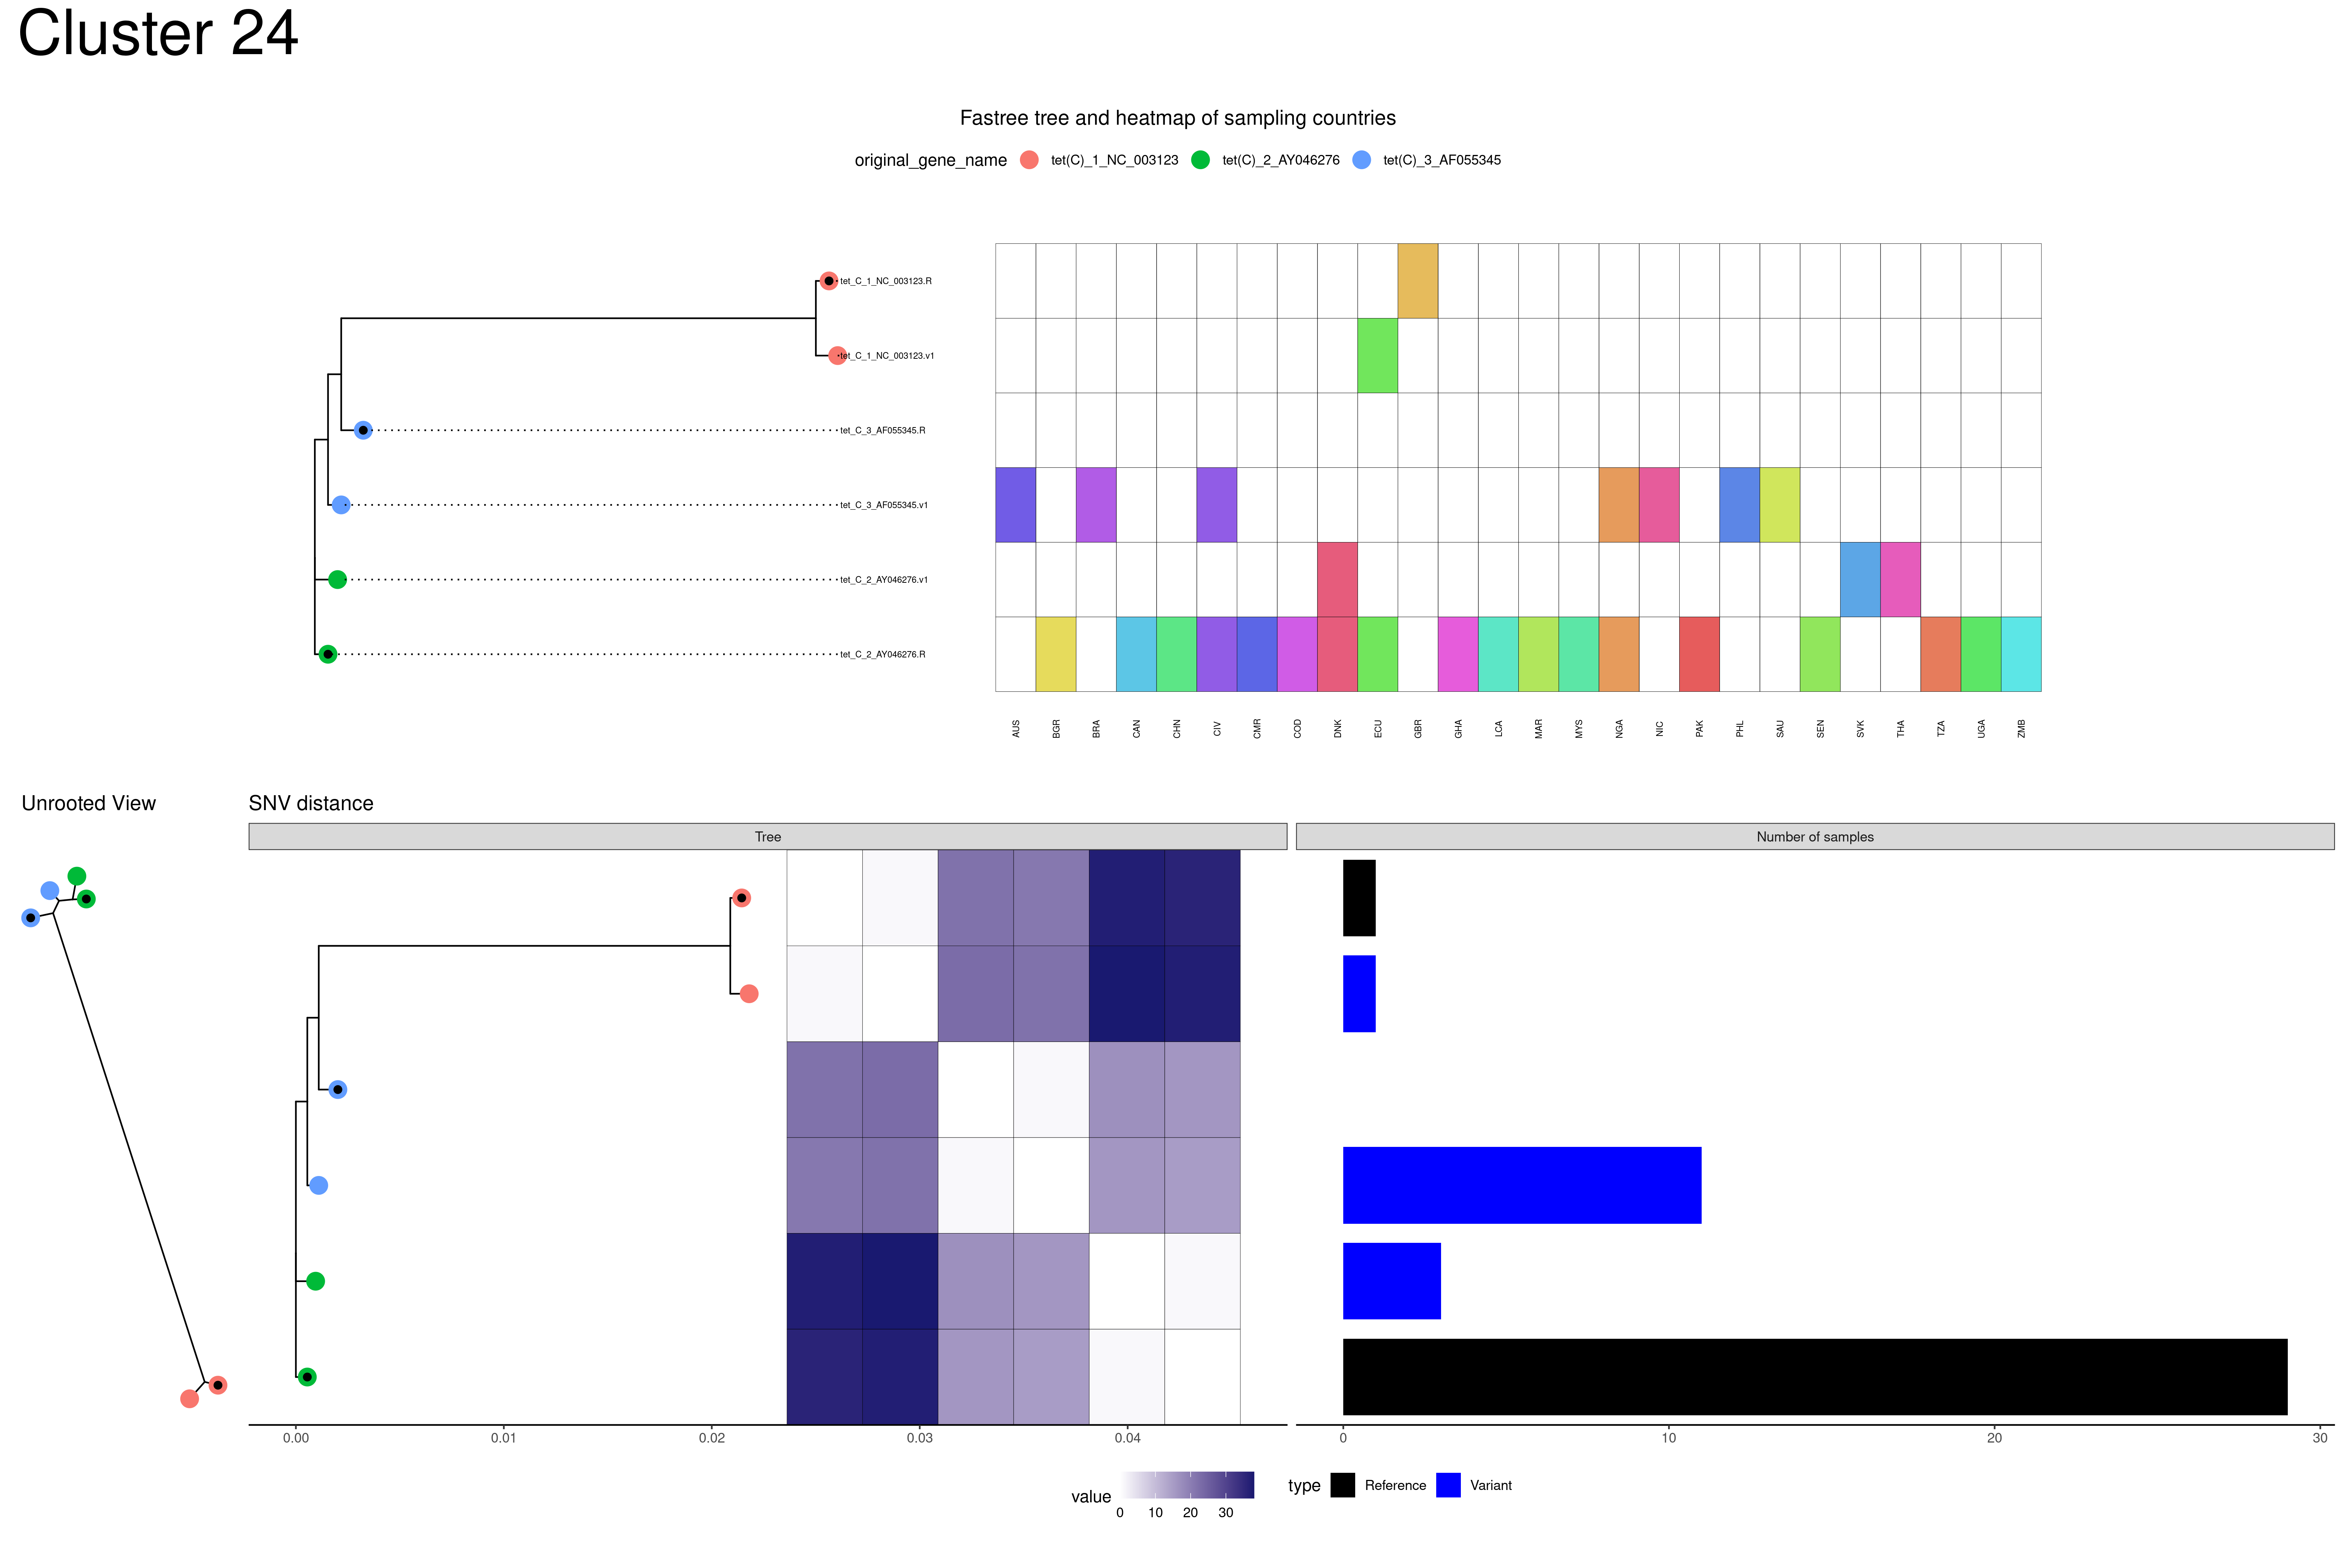 Cluster 24
Fastree tree and heatmap of sampling countries
original_gene_name tet(C)_1_NC_003123 tet(C)_2_AY046276 tet(C)_3_AF055345
tet_C_1_NC_003123.R
tet_C_1_NC_003123.v1
tet_C_3_AF055345.R
tet_C_3_AF055345.v1
tet_C_2_AY046276.v1
tet_C_2_AY046276.R
AUS BGR BRA CAN CHN CIV CMR COD DNK ECU GBR GHA LCA MAR MYS NGA NIC PAK PHL SAU SEN SVK THA TZA UGA ZMB
Unrooted View
SNV distance
Tree
Number of samples
0.00 0.01 0.02 0.03 0.04
0 10 20 30
value
0 10 20 30
type Reference Variant